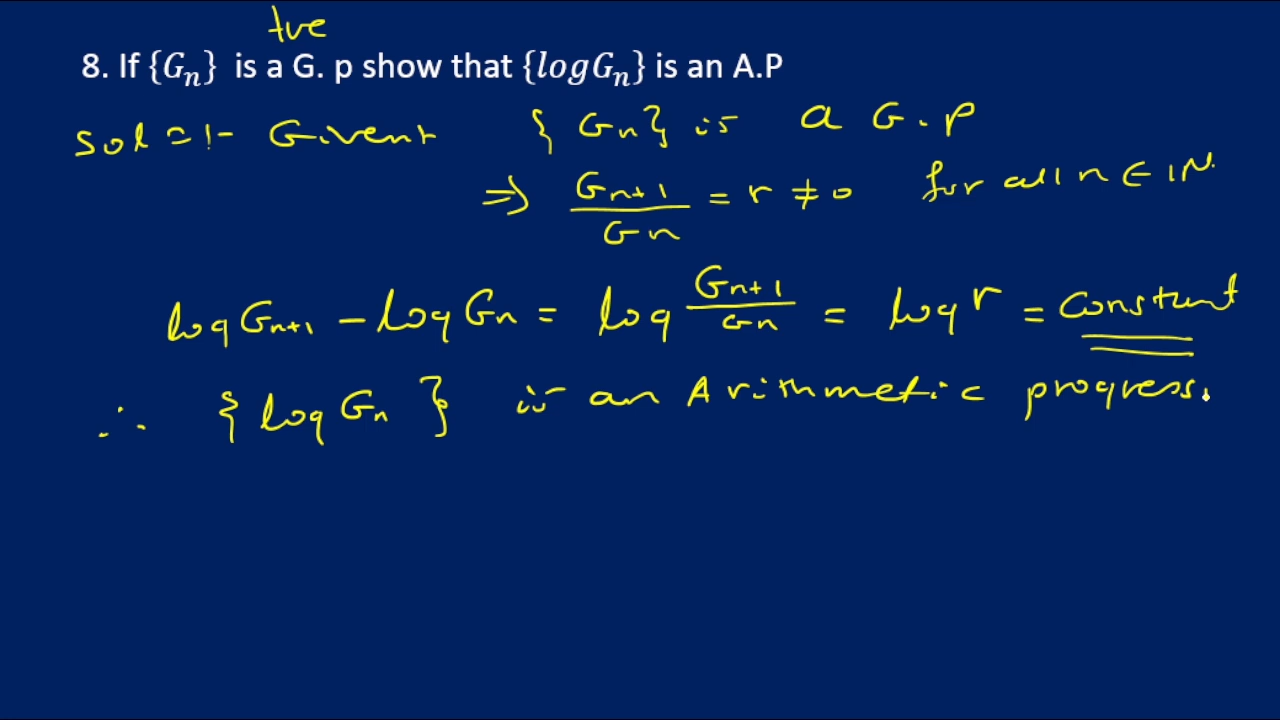 +ve
8. If {Gₙ} is a G. p show that {logGₙ} is an A.P
Sol=:- Given {Gₙ} is a G.P
⇒ Gₙ₊₁/Gₙ = r ≠ 0 for all n ∈ IN.
log Gₙ₊₁ – log Gₙ = log Gₙ₊₁/Gₙ = log r = constant
∴ {log Gₙ} is an Arithmetic progress.